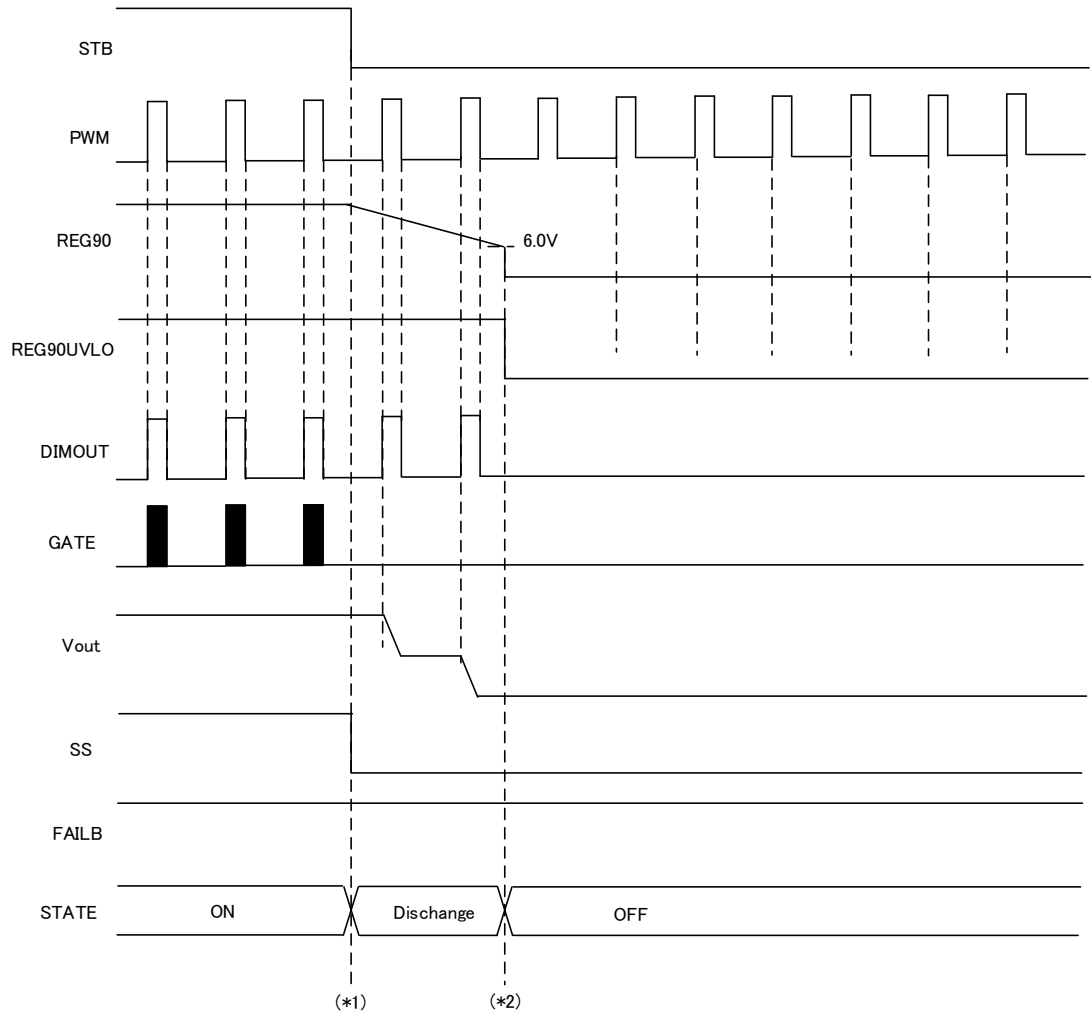 STB
PWM
REG90
6.0V
REG90UVLO
DIMOUT
GATE
Vout
SS
FAILB
STATE
ON
Dischange
OFF
(*1)
(*2)